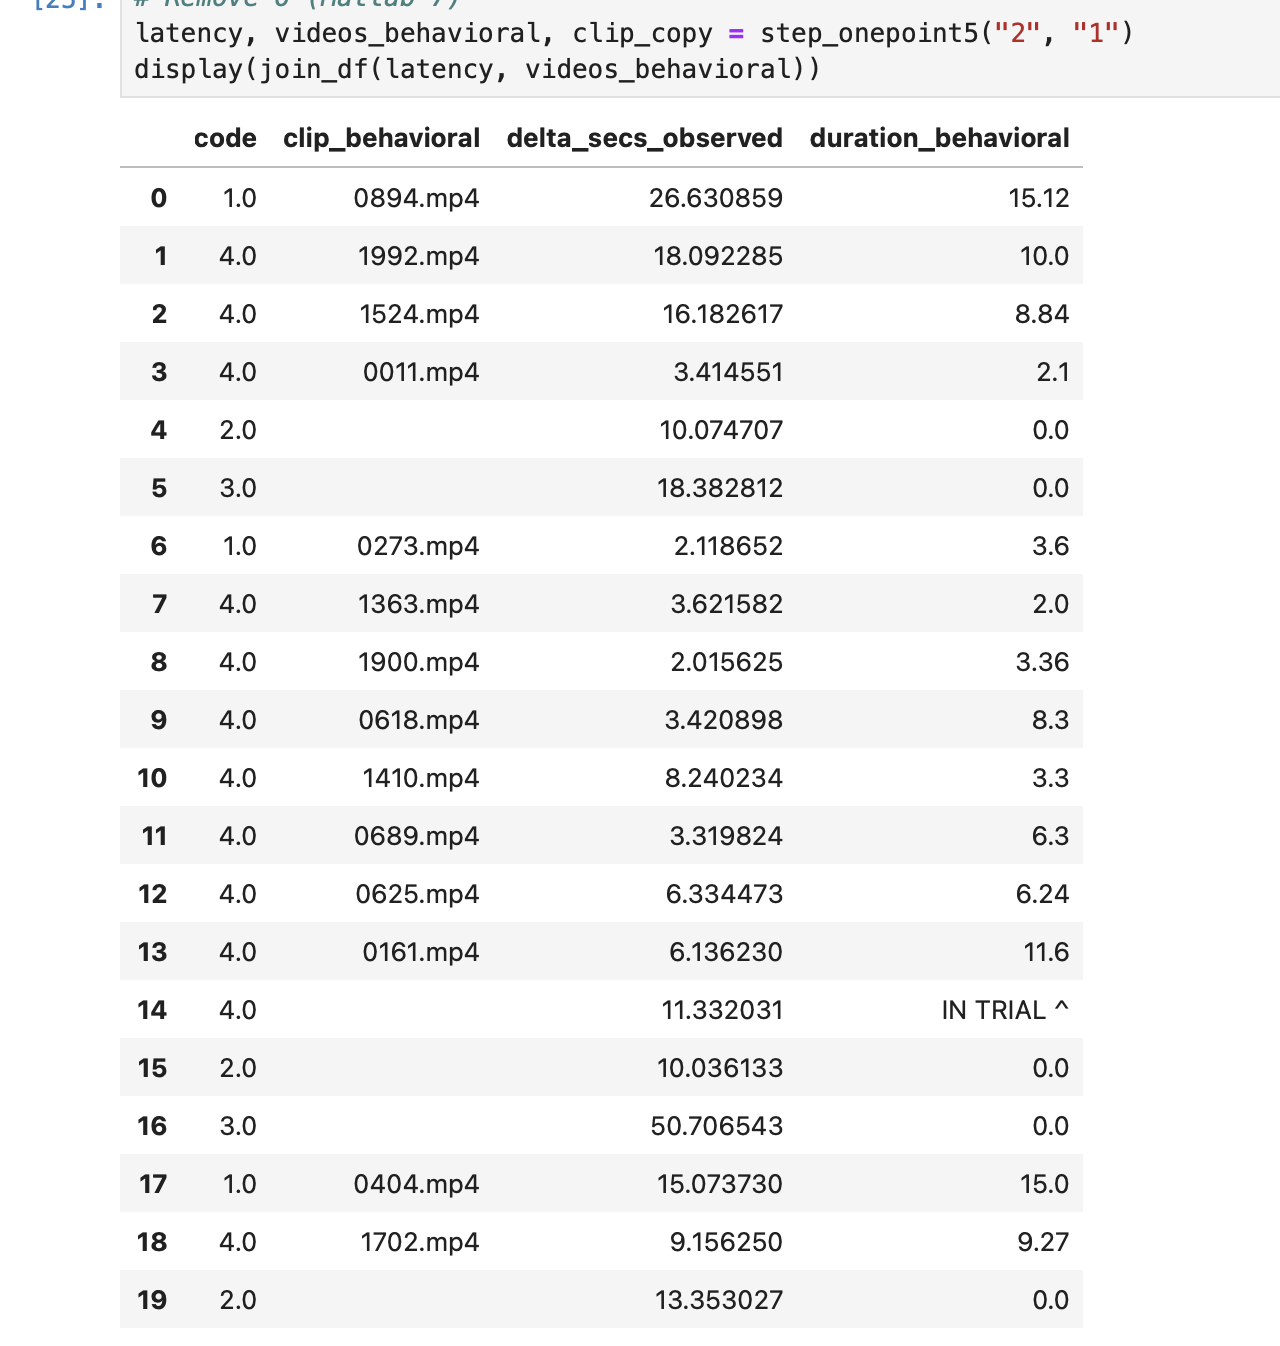 [25]: # Remove 6 (Matlab 7)
latency, videos_behavioral, clip_copy = step_onepoint5("2", "1")
display(join_df(latency, videos_behavioral))
code clip_behavioral delta_secs_observed duration_behavioral
0 1.0 0894.mp4 26.630859 15.12
1 4.0 1992.mp4 18.092285 10.0
2 4.0 1524.mp4 16.182617 8.84
3 4.0 0011.mp4 3.414551 2.1
4 2.0 10.074707 0.0
5 3.0 18.382812 0.0
6 1.0 0273.mp4 2.118652 3.6
7 4.0 1363.mp4 3.621582 2.0
8 4.0 1900.mp4 2.015625 3.36
9 4.0 0618.mp4 3.420898 8.3
10 4.0 1410.mp4 8.240234 3.3
11 4.0 0689.mp4 3.319824 6.3
12 4.0 0625.mp4 6.334473 6.24
13 4.0 0161.mp4 6.136230 11.6
14 4.0 11.332031 IN TRIAL ^
15 2.0 10.036133 0.0
16 3.0 50.706543 0.0
17 1.0 0404.mp4 15.073730 15.0
18 4.0 1702.mp4 9.156250 9.27
19 2.0 13.353027 0.0